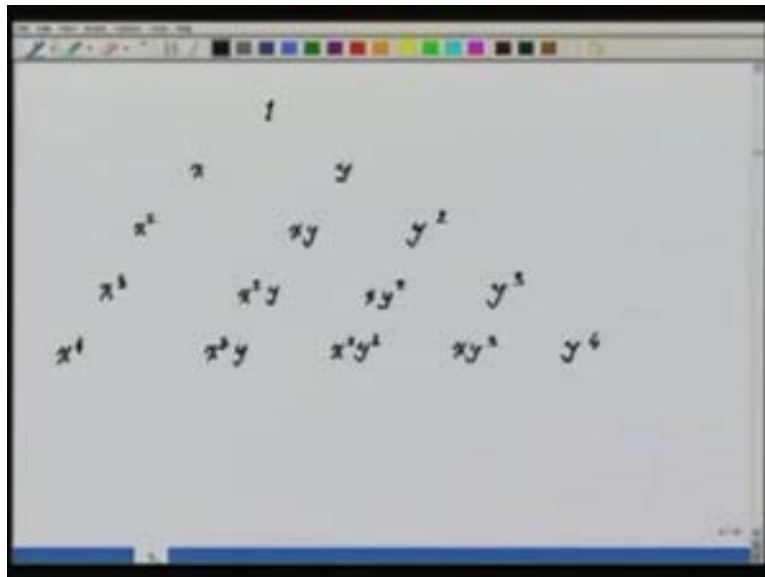 1
x y
x² xy y²
x³ x²y xy² y³
x⁴ x³y x²y² xy³ y⁴